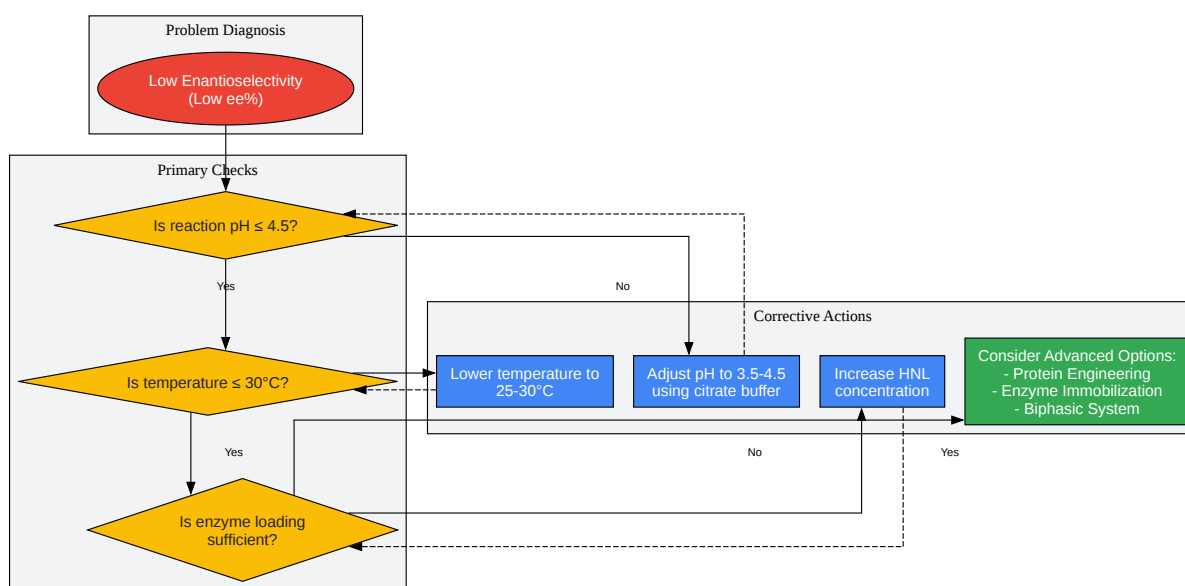 Problem Diagnosis
Low Enantioselectivity
(Low ee%)
Primary Checks
Is reaction pH ≤ 4.5?
Yes
No
Corrective Actions
Is temperature ≤ 30°C?
Lower temperature to
25-30°C
Adjust pH to 3.5-4.5
using citrate buffer
Increase HNL
concentration
Consider Advanced Options:
- Protein Engineering
- Enzyme Immobilization
- Biphasic System
Yes
No
Yes
Is enzyme loading
sufficient?